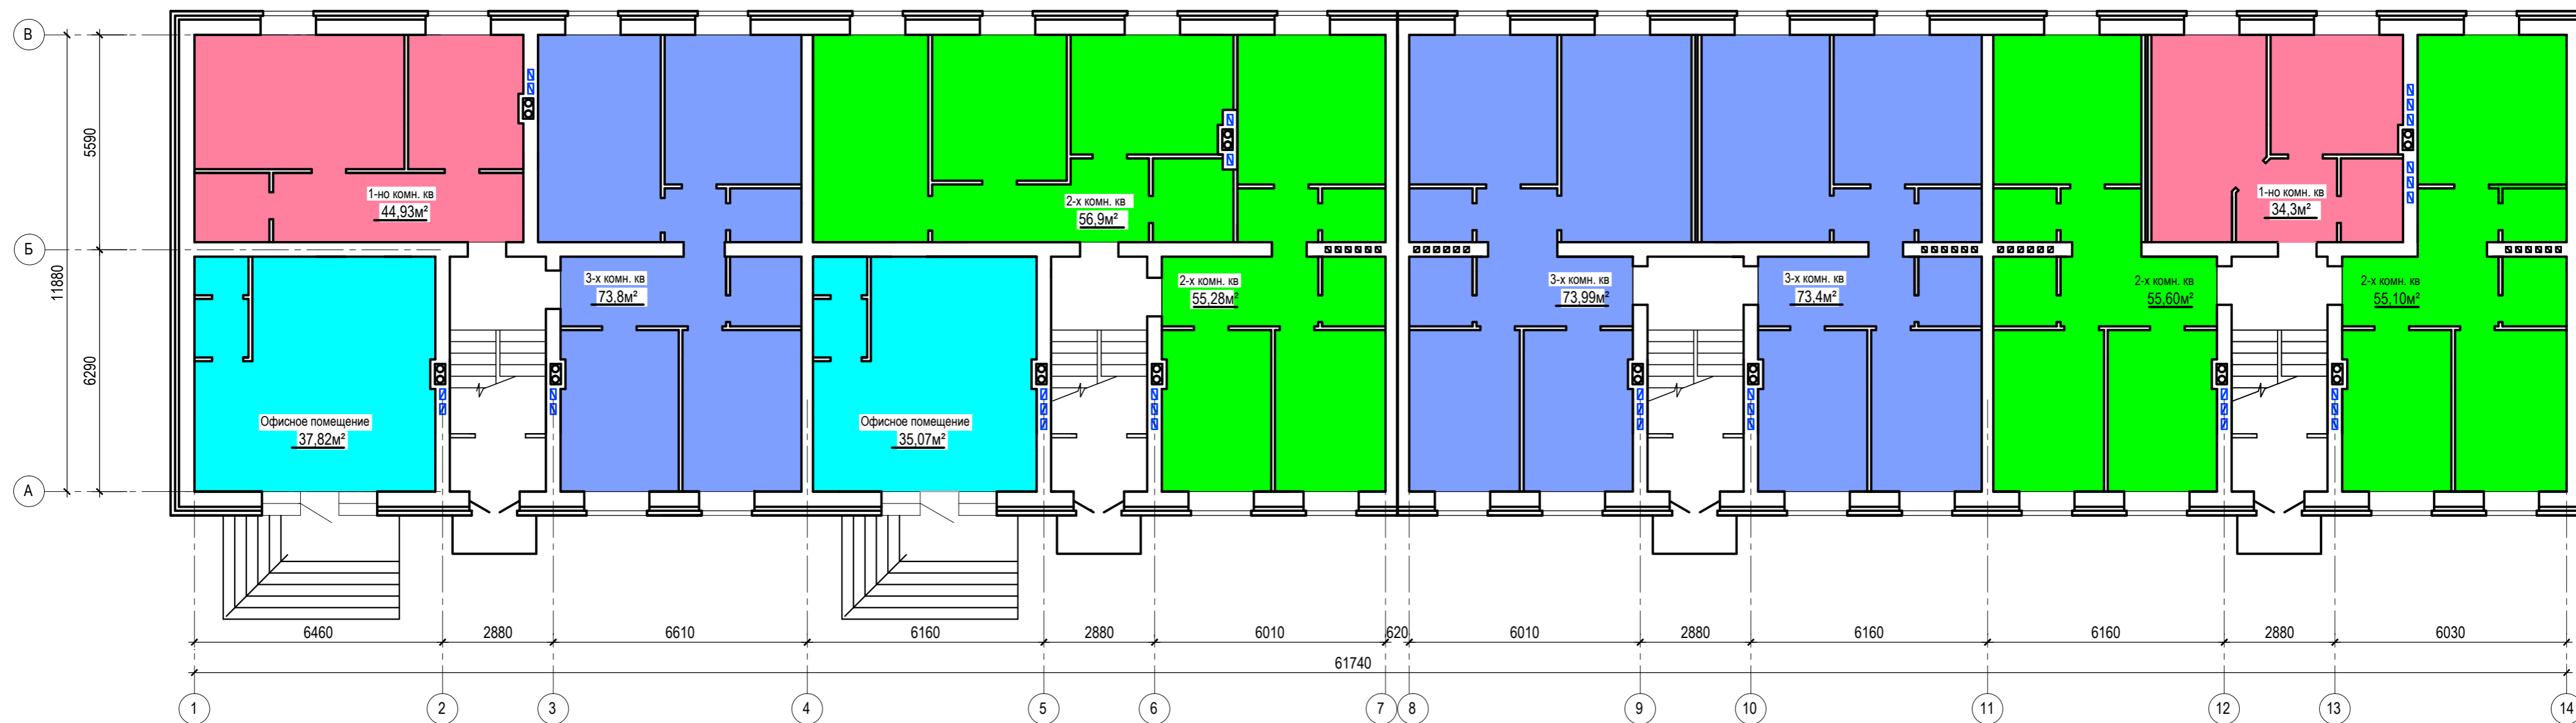 В
1-но комн. кв
44,93м²
2-х комн. кв
56,9м²
1-но комн. кв
34,3м²
5590
Б
11880
3-х комн. кв
73,8м²
2-х комн. кв
55,28м²
3-х комн. кв
73,99м²
3-х комн. кв
73,4м²
2-х комн. кв
55,60м²
2-х комн. кв
55,10м²
6290
Офисное помещение
37,82м²
Офисное помещение
35,07м²
А
6460 2880 6610 6160 2880 6010 620 6010 2880 6160 6160 2880 6030
61740
1 2 3 4 5 6 7 8 9 10 11 12 13 14